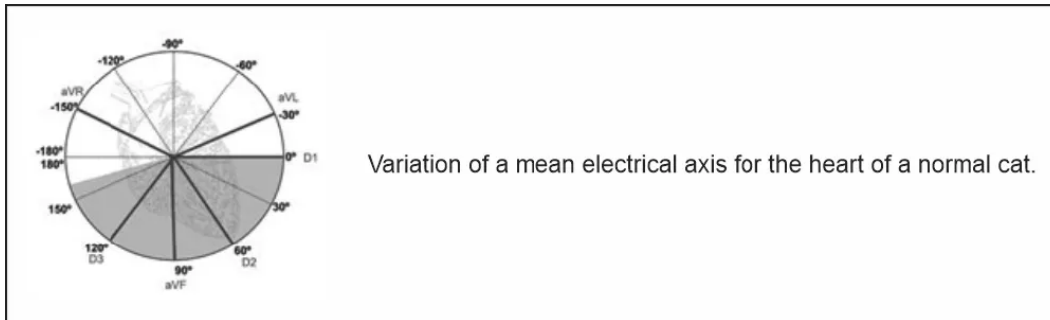 -90°
-120°
-60°
aVR
aVL
-150°
-30°
-180°
0° D1
180°
150°
30°
120°
60°
D3
D2
90°
aVF
Variation of a mean electrical axis for the heart of a normal cat.